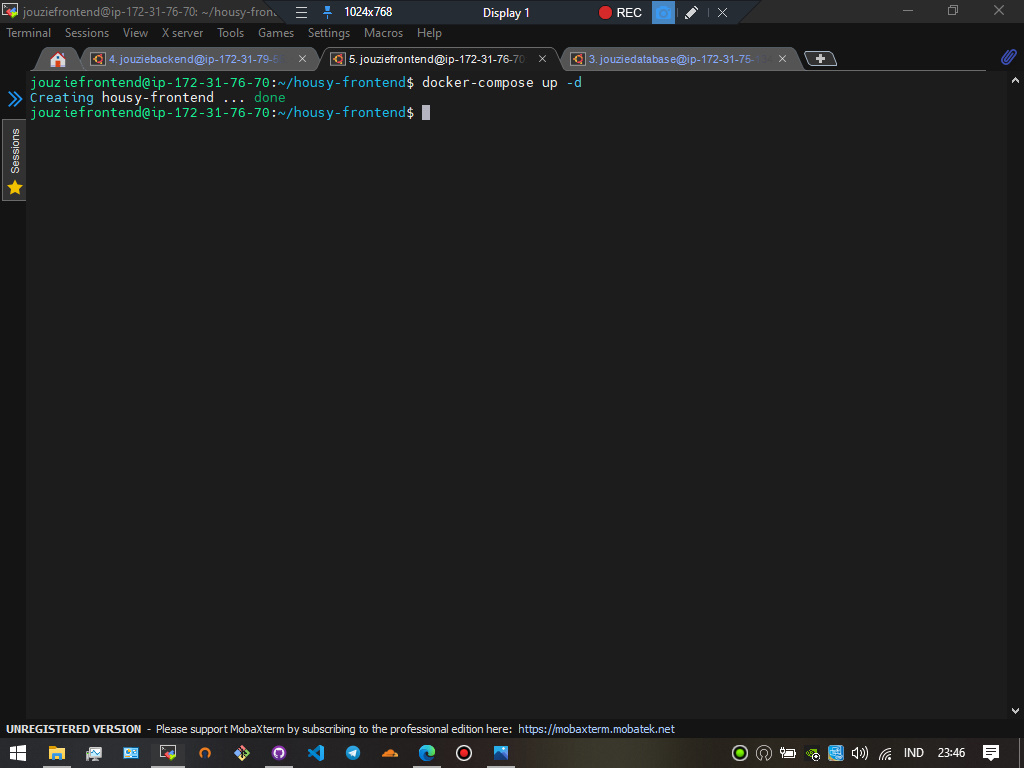 jouziefrontend@ip-172-31-76-70: ~/housy-front
1024x768
Display 1
REC
Terminal Sessions View X server Tools Games Settings Macros Help
4. jouziebackend@ip-172-31-79-
5. jouziefrontend@ip-172-31-76-70
3. jouziedatabase@ip-172-31-75-
jouziefrontend@ip-172-31-76-70:~/housy-frontend$ docker-compose up -d
Creating housy-frontend ... done
jouziefrontend@ip-172-31-76-70:~/housy-frontend$
Sessions
UNREGISTERED VERSION - Please support MobaXterm by subscribing to the professional edition here: https://mobaxterm.mobatek.net
IND 23:46